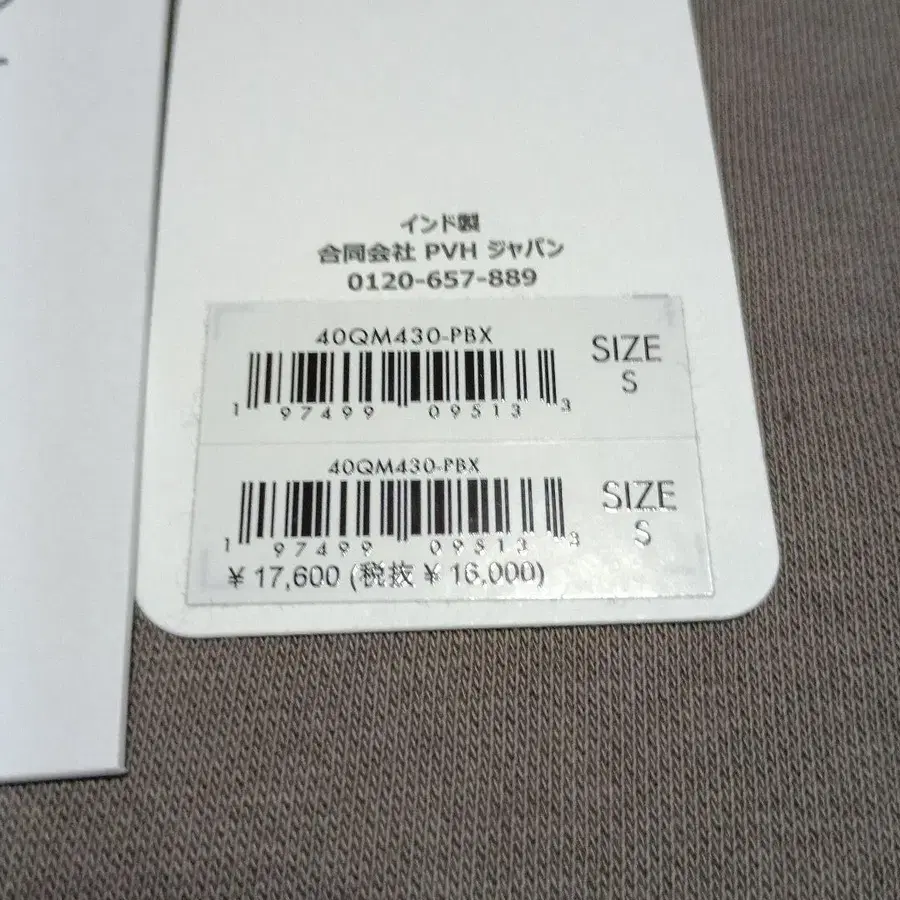 インド製
合同会社 PVH ジャパン
0120-657-889
40QM430-PBX
SIZE
S
1 97499 09513 3
40QM430-PBX
SIZE
S
1 97499 09513 3
¥ 17,600 (税抜 ¥ 16,000)